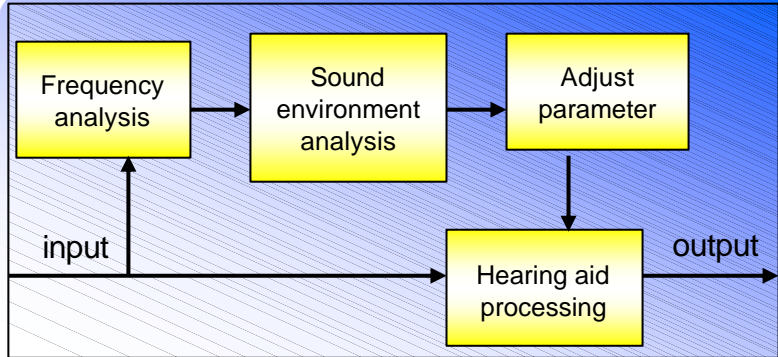 Frequency
analysis
Sound
environment
analysis
Adjust
parameter
input
output
Hearing aid
processing